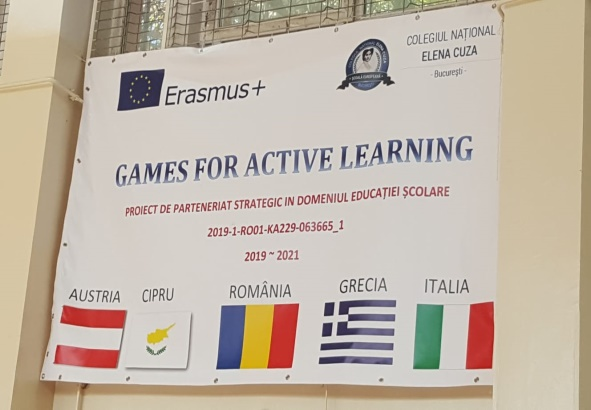 Erasmus+
COLEGIUL NAȚIONAL
ELENA CUZA
- București -
GAMES FOR ACTIVE LEARNING
PROIECT DE PARTENERIAT STRATEGIC IN DOMENIUL EDUCAȚIEI ȘCOLARE
2019-1-RO01-KA229-063665_1
2019 ~ 2021
AUSTRIA CIPRU ROMÂNIA GRECIA ITALIA